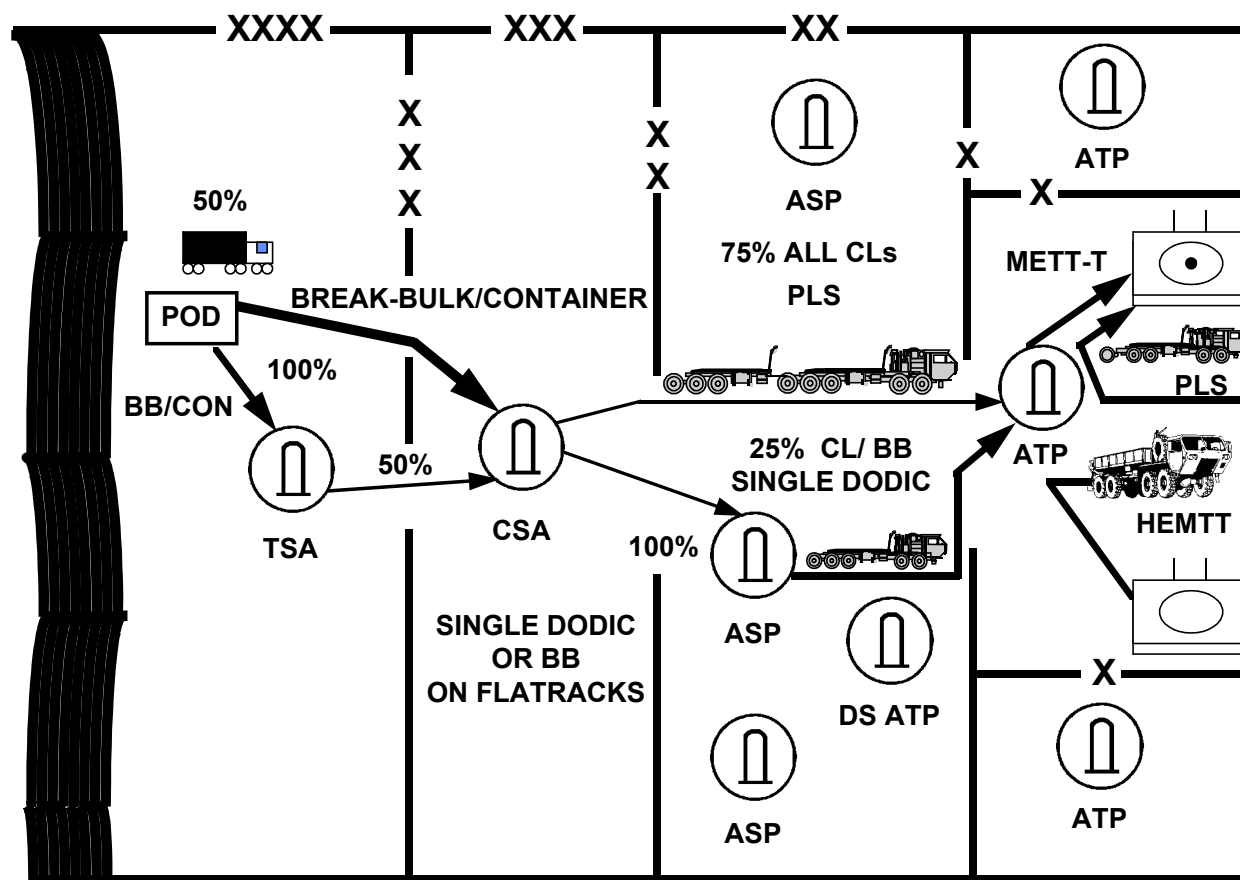 XXXX
XXX
XX
X
X
X
X
X
X
X
ATP
50%
ASP
75% ALL CLs
PLS
METT-T
BREAK-BULK/CONTAINER
POD
100%
BB/CON
PLS
50%
25% CL/ BB
SINGLE DODIC
ATP
HEMTT
TSA
CSA
100%
ASP
SINGLE DODIC
OR BB
ON FLATRACKS
X
DS ATP
ASP
ATP